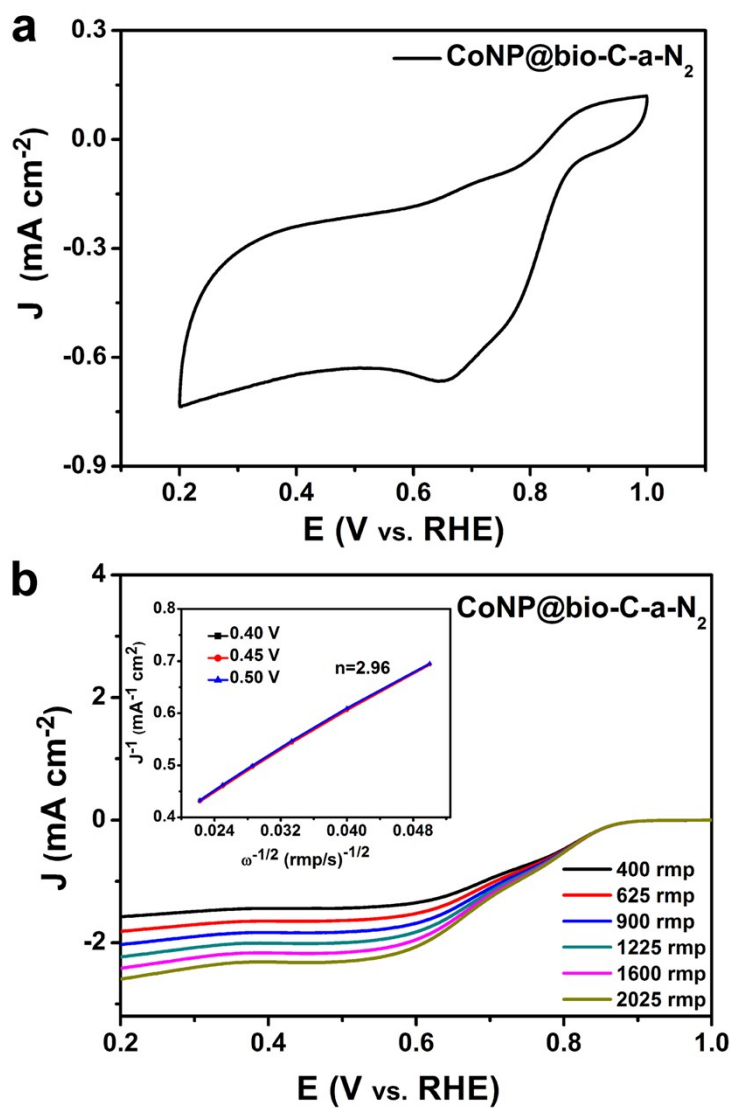 a
CoNP@bio-C-a-N₂
J (mA cm⁻²)
0.3
0.0
-0.3
-0.6
-0.9
0.2 0.4 0.6 0.8 1.0
E (V vs. RHE)
b
CoNP@bio-C-a-N₂
J (mA cm⁻²)
4
2
0
-2
0.2 0.4 0.6 0.8 1.0
E (V vs. RHE)
J⁻¹ (mA⁻¹ cm²)
0.8
0.7
0.6
0.5
0.4
0.40 V
0.45 V
0.50 V
n=2.96
0.024 0.032 0.040 0.048
ω⁻¹/² (rmp/s)⁻¹/²
400 rmp
625 rmp
900 rmp
1225 rmp
1600 rmp
2025 rmp